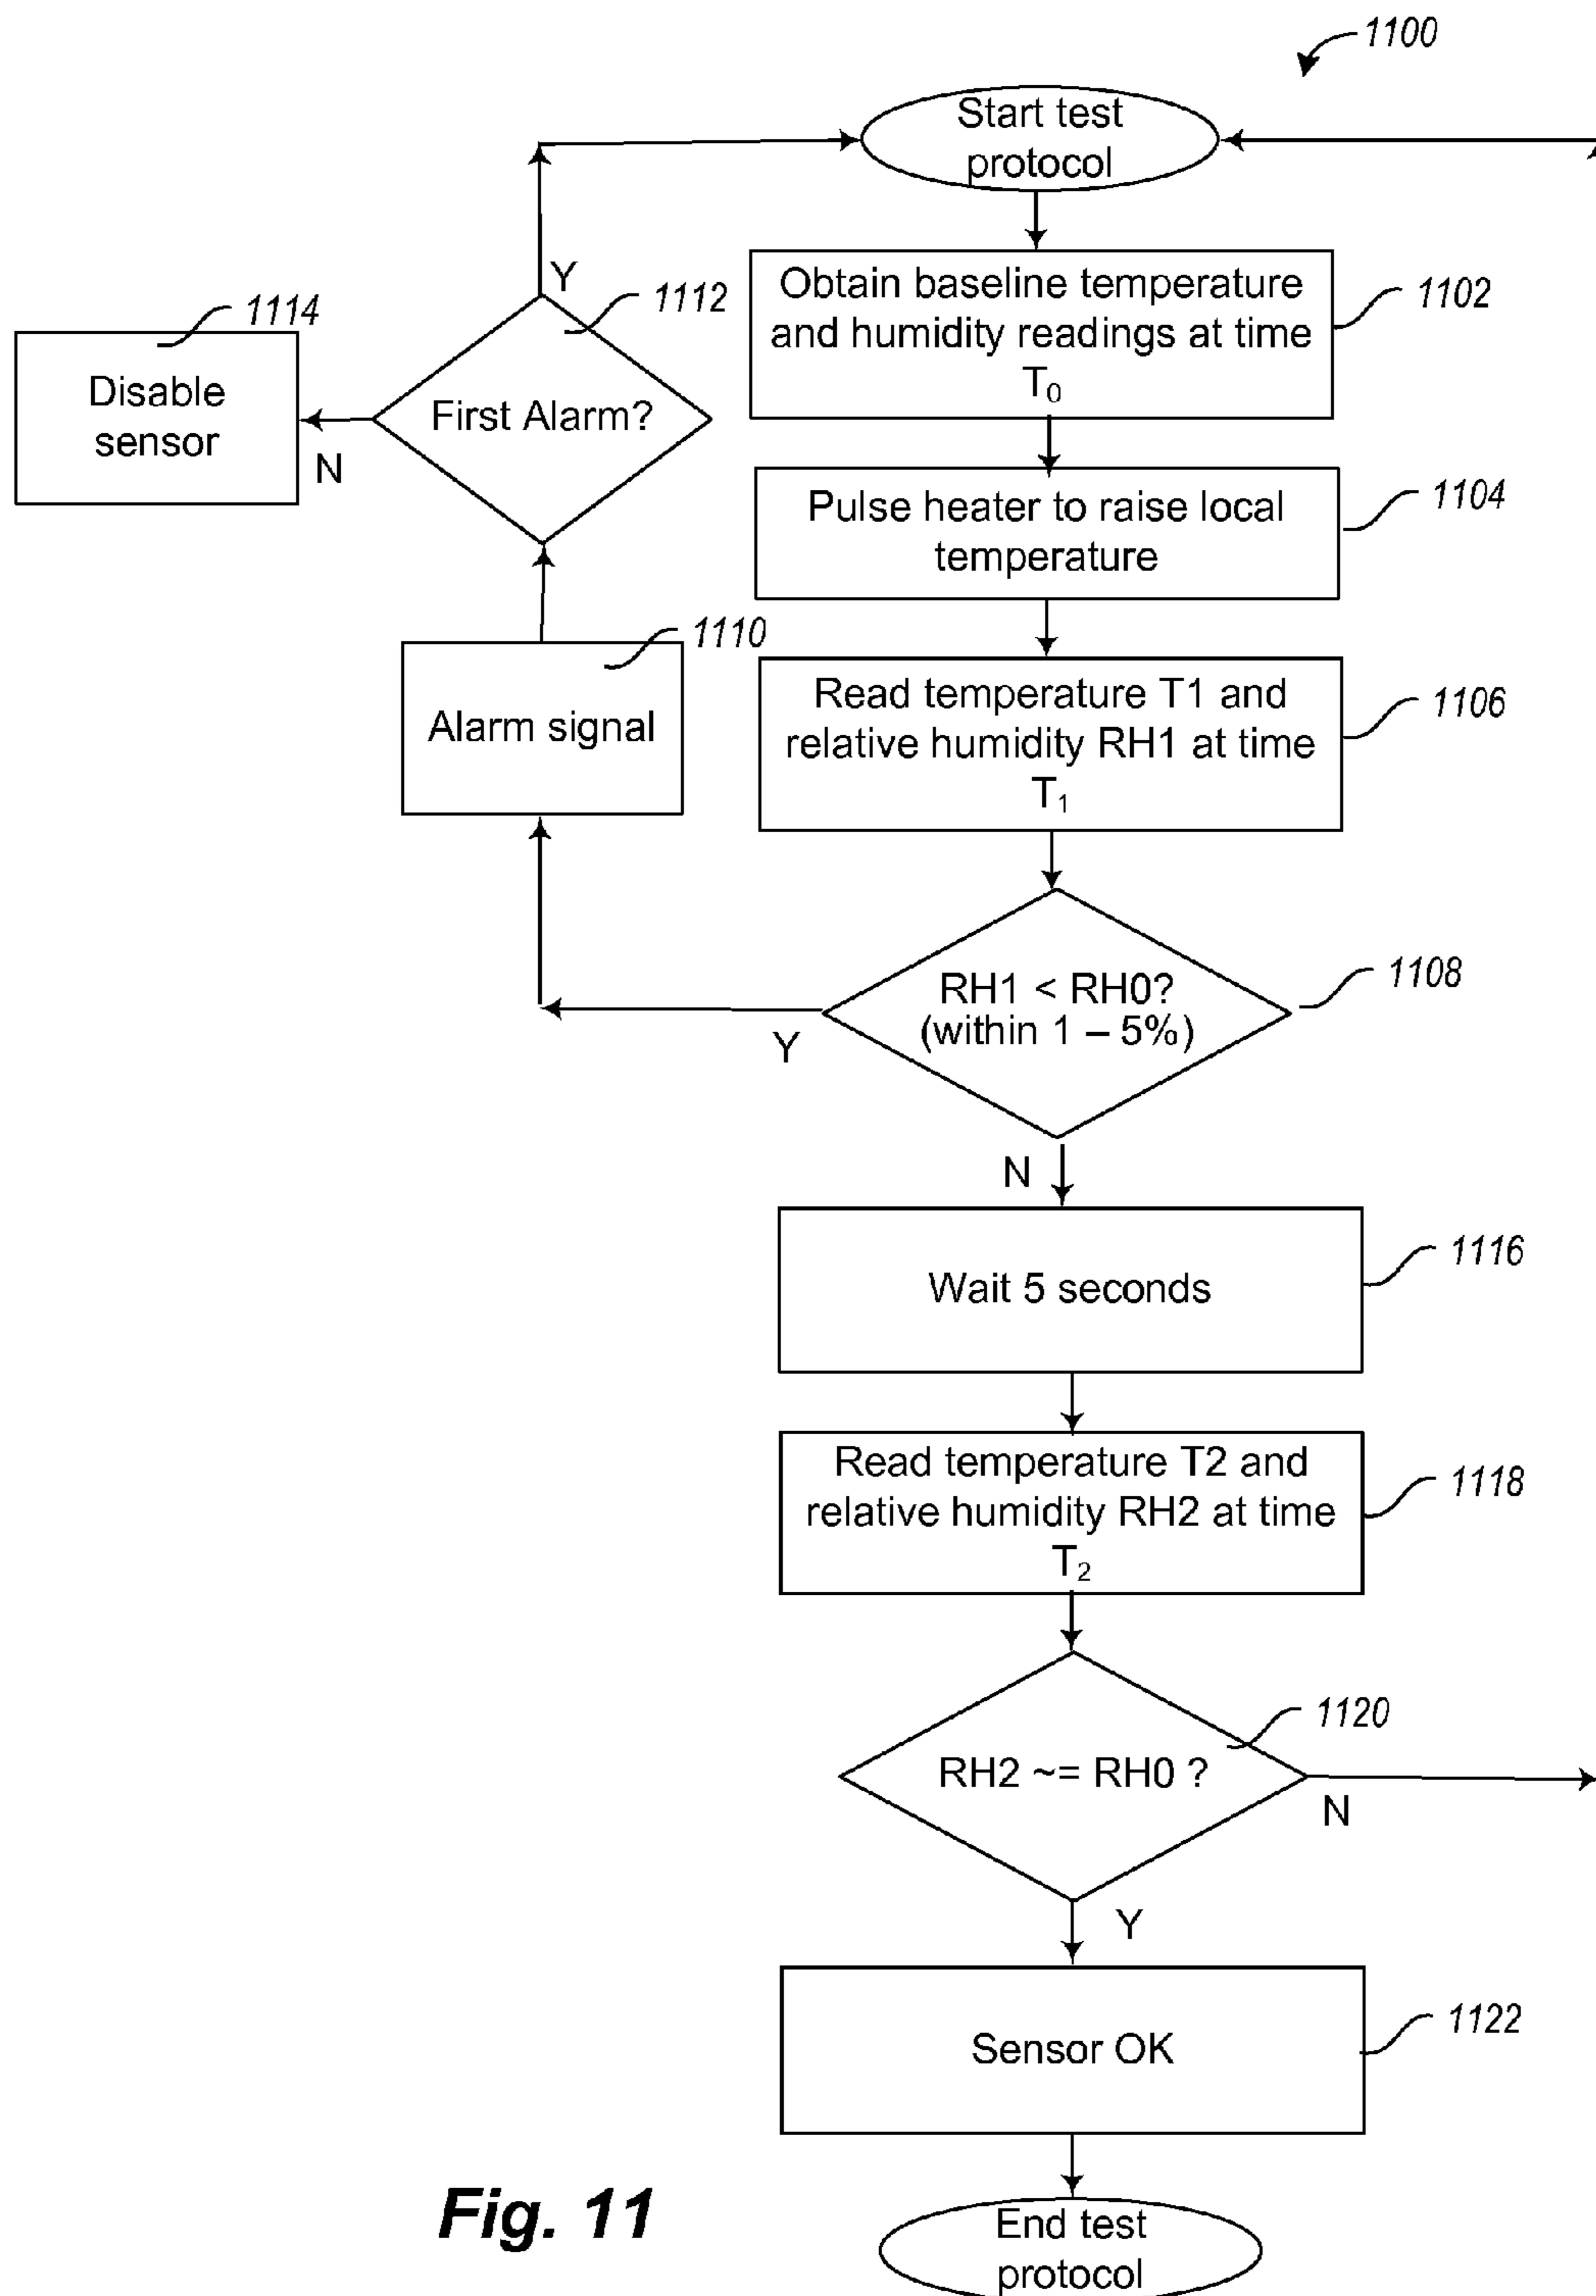 1100
Start test
protocol
Obtain baseline temperature
and humidity readings at time
T₀
1102
Pulse heater to raise local
temperature
1104
Read temperature T1 and
relative humidity RH1 at time
T₁
1106
RH1 < RH0?
(within 1 – 5%)
1108
Y
N
Alarm signal
1110
First Alarm?
1112
Y
N
Disable
sensor
1114
Wait 5 seconds
1116
Read temperature T2 and
relative humidity RH2 at time
T₂
1118
RH2 ~= RH0 ?
1120
N
Y
Sensor OK
1122
End test
protocol
Fig. 11